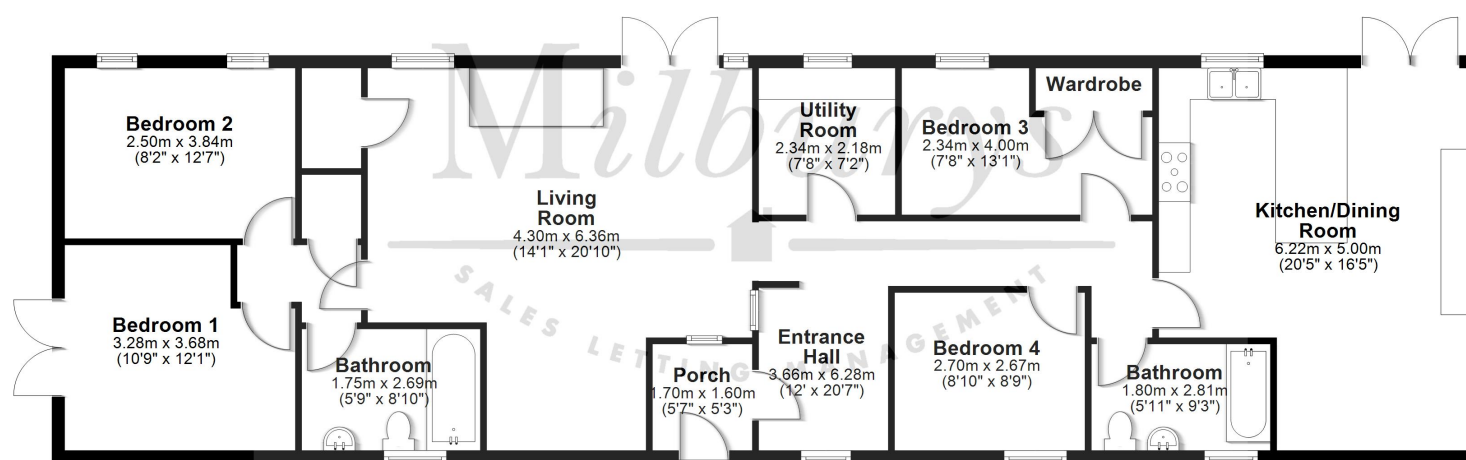 Milburys
SALES LETTING MANAGEMENT
Bedroom 2
2.50m x 3.84m
(8'2" x 12'7")
Bedroom 1
3.28m x 3.68m
(10'9" x 12'1")
Bathroom
1.75m x 2.69m
(5'9" x 8'10")
Living
Room
4.30m x 6.36m
(14'1" x 20'10")
Porch
1.70m x 1.60m
(5'7" x 5'3")
Utility
Room
2.34m x 2.18m
(7'8" x 7'2")
Entrance
Hall
3.66m x 6.28m
(12' x 20'7")
Bedroom 3
2.34m x 4.00m
(7'8" x 13'1")
Wardrobe
Bedroom 4
2.70m x 2.67m
(8'10" x 8'9")
Bathroom
1.80m x 2.81m
(5'11" x 9'3")
Kitchen/Dining
Room
6.22m x 5.00m
(20'5" x 16'5")